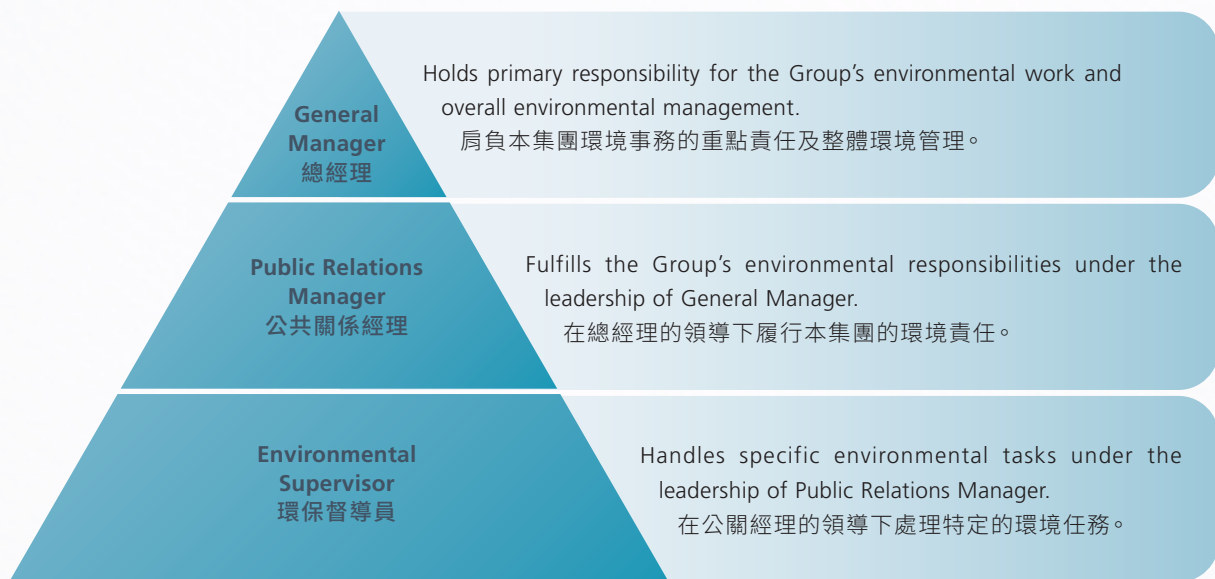 General
Manager
總經理
Holds primary responsibility for the Group’s environmental work and
overall environmental management.
肩負本集團環境事務的重點責任及整體環境管理。
Public Relations
Manager
公共關係經理
Fulfills the Group’s environmental responsibilities under the
leadership of General Manager.
在總經理的領導下履行本集團的環境責任。
Environmental
Supervisor
環保督導員
Handles specific environmental tasks under the
leadership of Public Relations Manager.
在公關經理的領導下處理特定的環境任務。